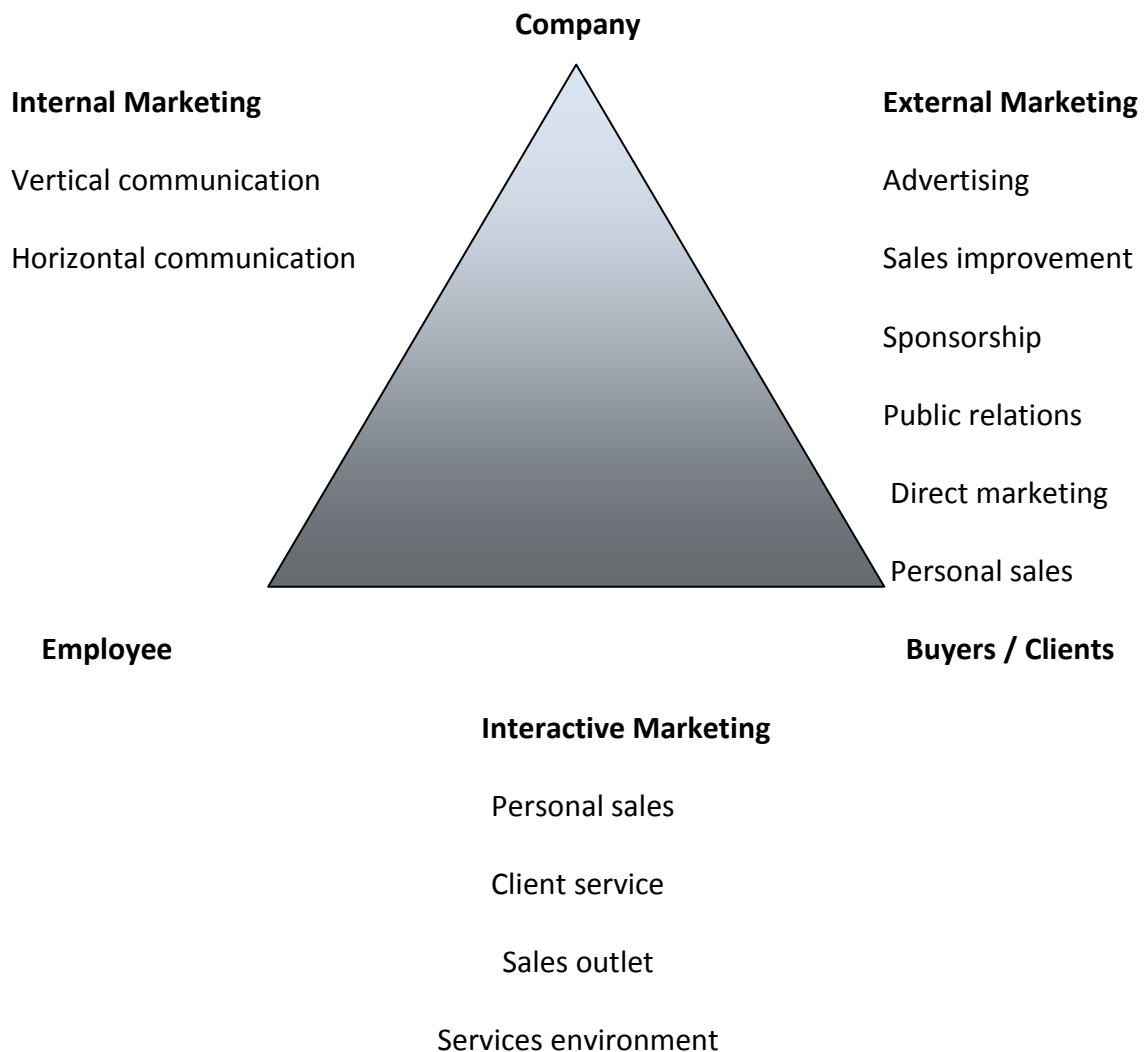 Company
Internal Marketing
Vertical communication
Horizontal communication
External Marketing
Advertising
Sales improvement
Sponsorship
Public relations
Direct marketing
Personal sales
Employee
Buyers / Clients
Interactive Marketing
Personal sales
Client service
Sales outlet
Services environment